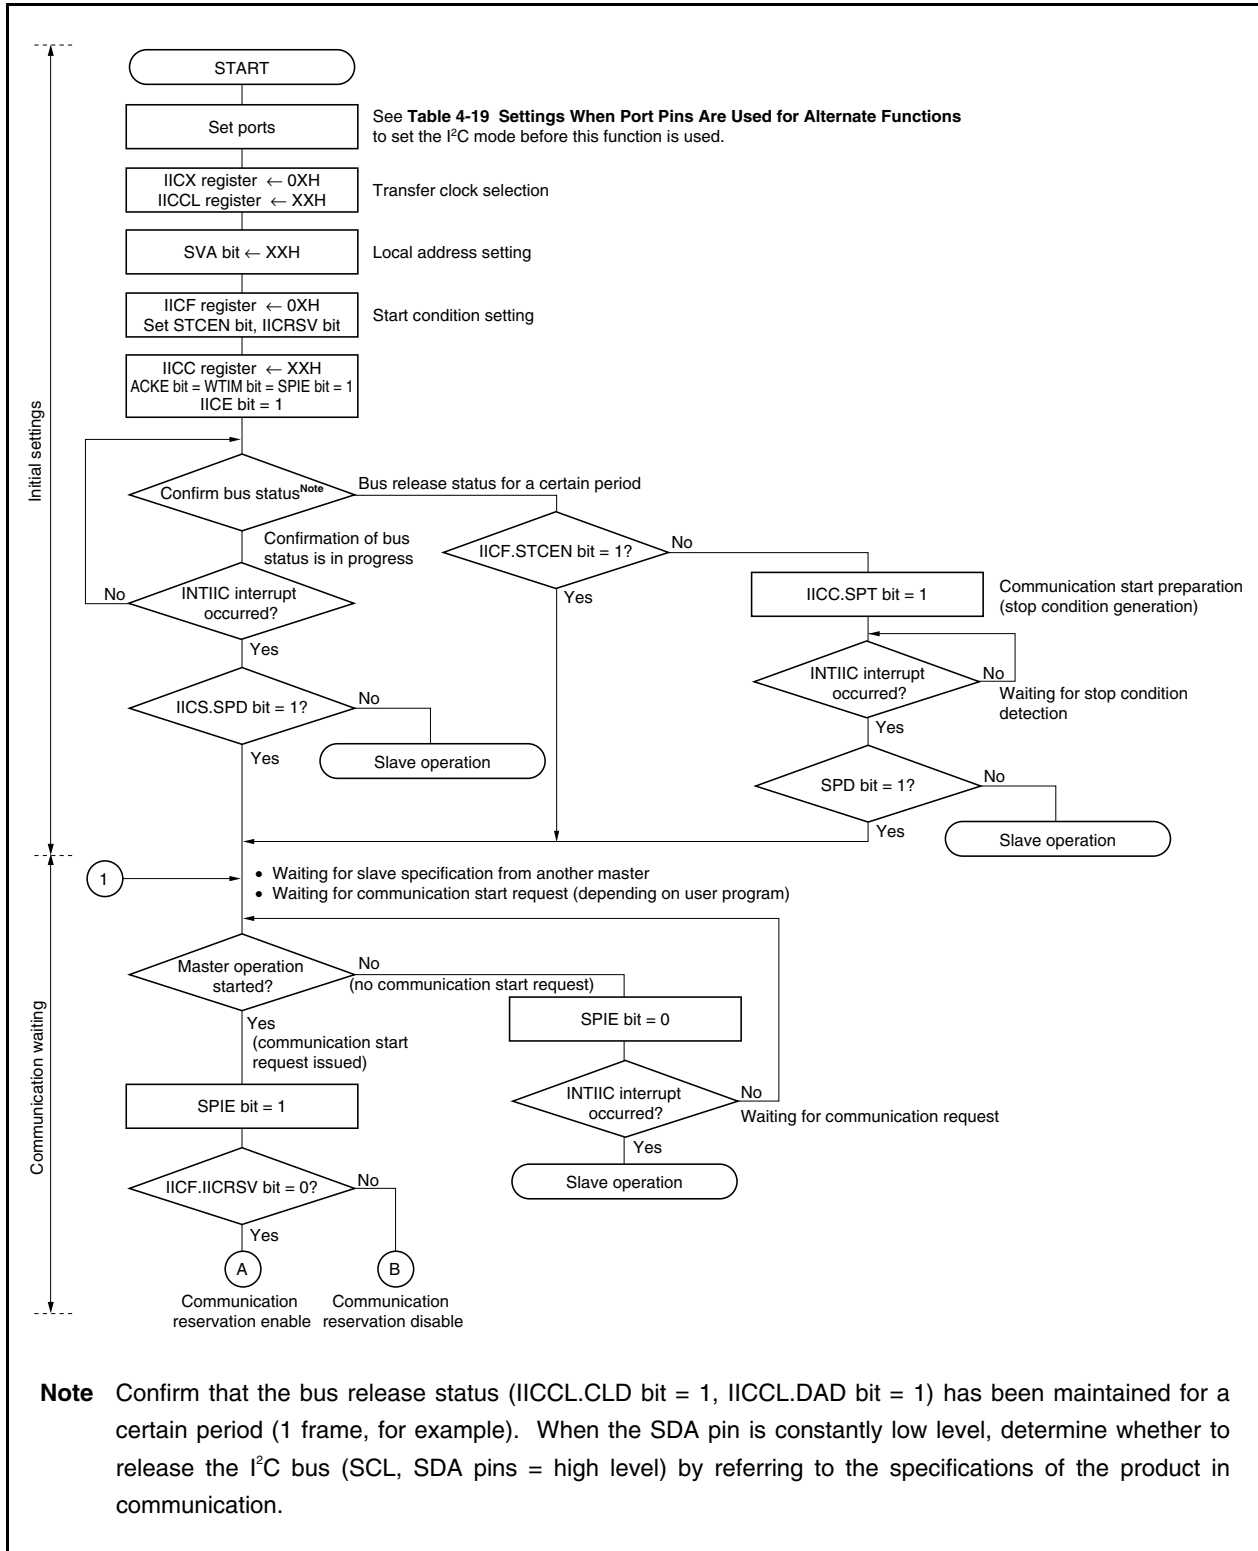 START
Set ports
See Table 4-19 Settings When Port Pins Are Used for Alternate Functions
to set the I²C mode before this function is used.
IICX register ← 0XH
IICCL register ← XXH
Transfer clock selection
SVA bit ← XXH
Local address setting
IICF register ← 0XH
Set STCEN bit, IICRSV bit
Start condition setting
IICC register ← XXH
ACKE bit = WTIM bit = SPIE bit = 1
IICE bit = 1
Initial settings
Confirm bus statusNote
Bus release status for a certain period
Confirmation of bus
status is in progress
IICF.STCEN bit = 1?
No
Yes
IICC.SPT bit = 1
Communication start preparation
(stop condition generation)
No
INTIIC interrupt
occurred?
Yes
INTIIC interrupt
occurred?
No
Waiting for stop condition
detection
Yes
IICS.SPD bit = 1?
No
Yes
Slave operation
SPD bit = 1?
No
Yes
Slave operation
1
• Waiting for slave specification from another master
• Waiting for communication start request (depending on user program)
Communication waiting
Master operation
started?
No
(no communication start request)
Yes
(communication start
request issued)
SPIE bit = 0
SPIE bit = 1
INTIIC interrupt
occurred?
No
Waiting for communication request
Yes
Slave operation
IICF.IICRSV bit = 0?
No
Yes
A
B
Communication
reservation enable
Communication
reservation disable
Note Confirm that the bus release status (IICCL.CLD bit = 1, IICCL.DAD bit = 1) has been maintained for a
certain period (1 frame, for example). When the SDA pin is constantly low level, determine whether to
release the I²C bus (SCL, SDA pins = high level) by referring to the specifications of the product in
communication.